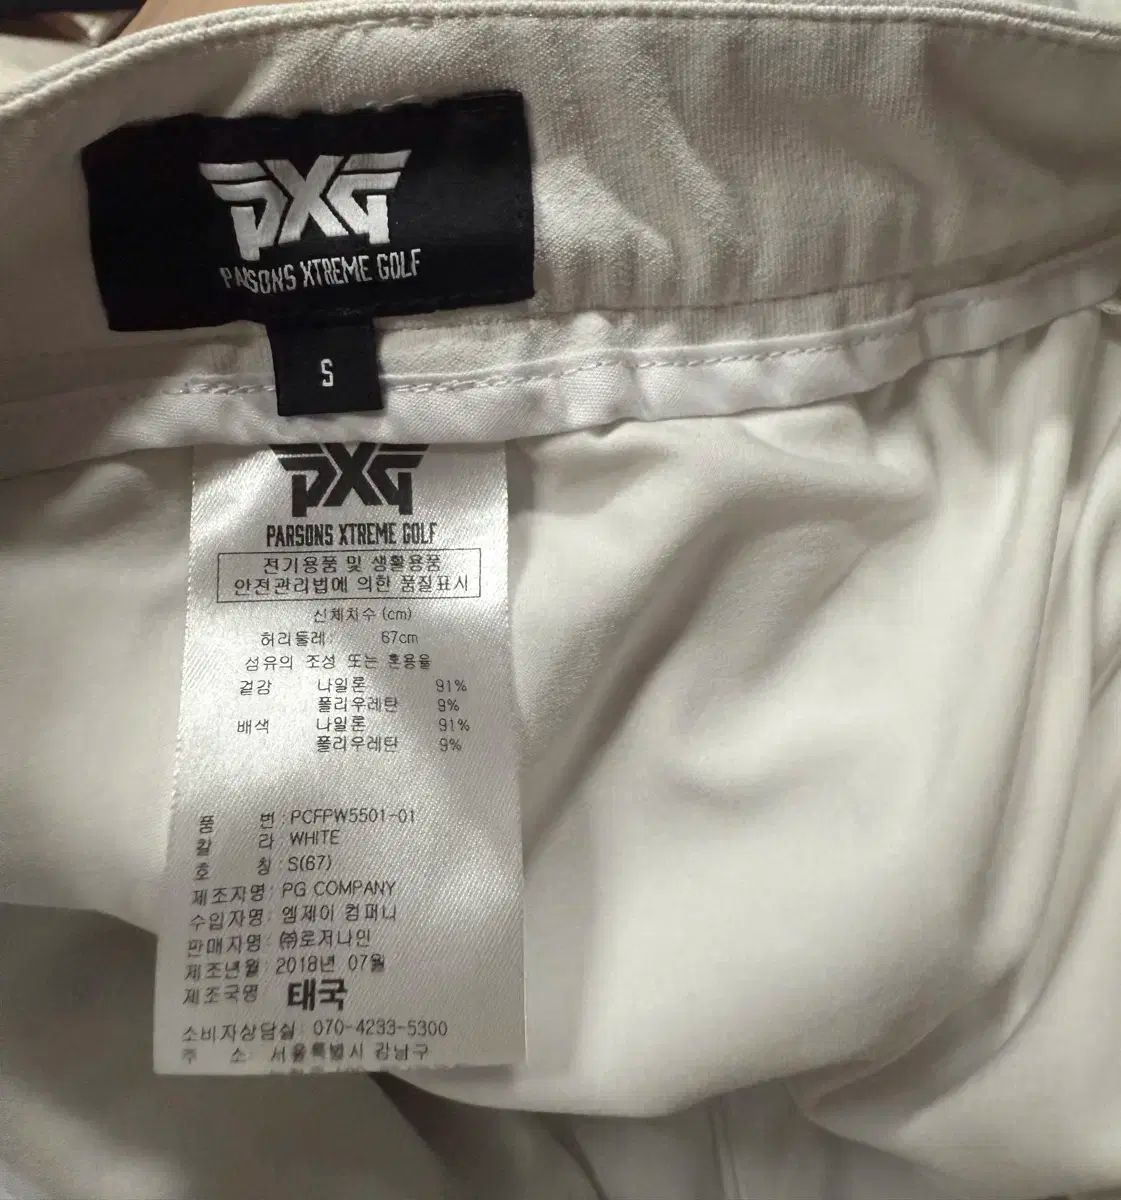 PXG
PARSONS XTREME GOLF
S
PXG
PARSONS XTREME GOLF
전기용품 및 생활용품
안전관리법에 의한 품질표시
신체치수 (cm)
허리둘레: 67cm
섬유의 조성 또는 혼용율
겉감 나일론 91%
폴리우레탄 9%
배색 나일론 91%
폴리우레탄 9%
품 번: PCFPW5501-01
칼 라: WHITE
호 칭: S(67)
제조자명: PG COMPANY
수입자명: 엠제이 컴퍼니
판매자명: ㈜로저나인
제조년월: 2018년 07월
제조국명 태국
소비자상담실: 070-4233-5300
주 소: 서울특별시 강남구